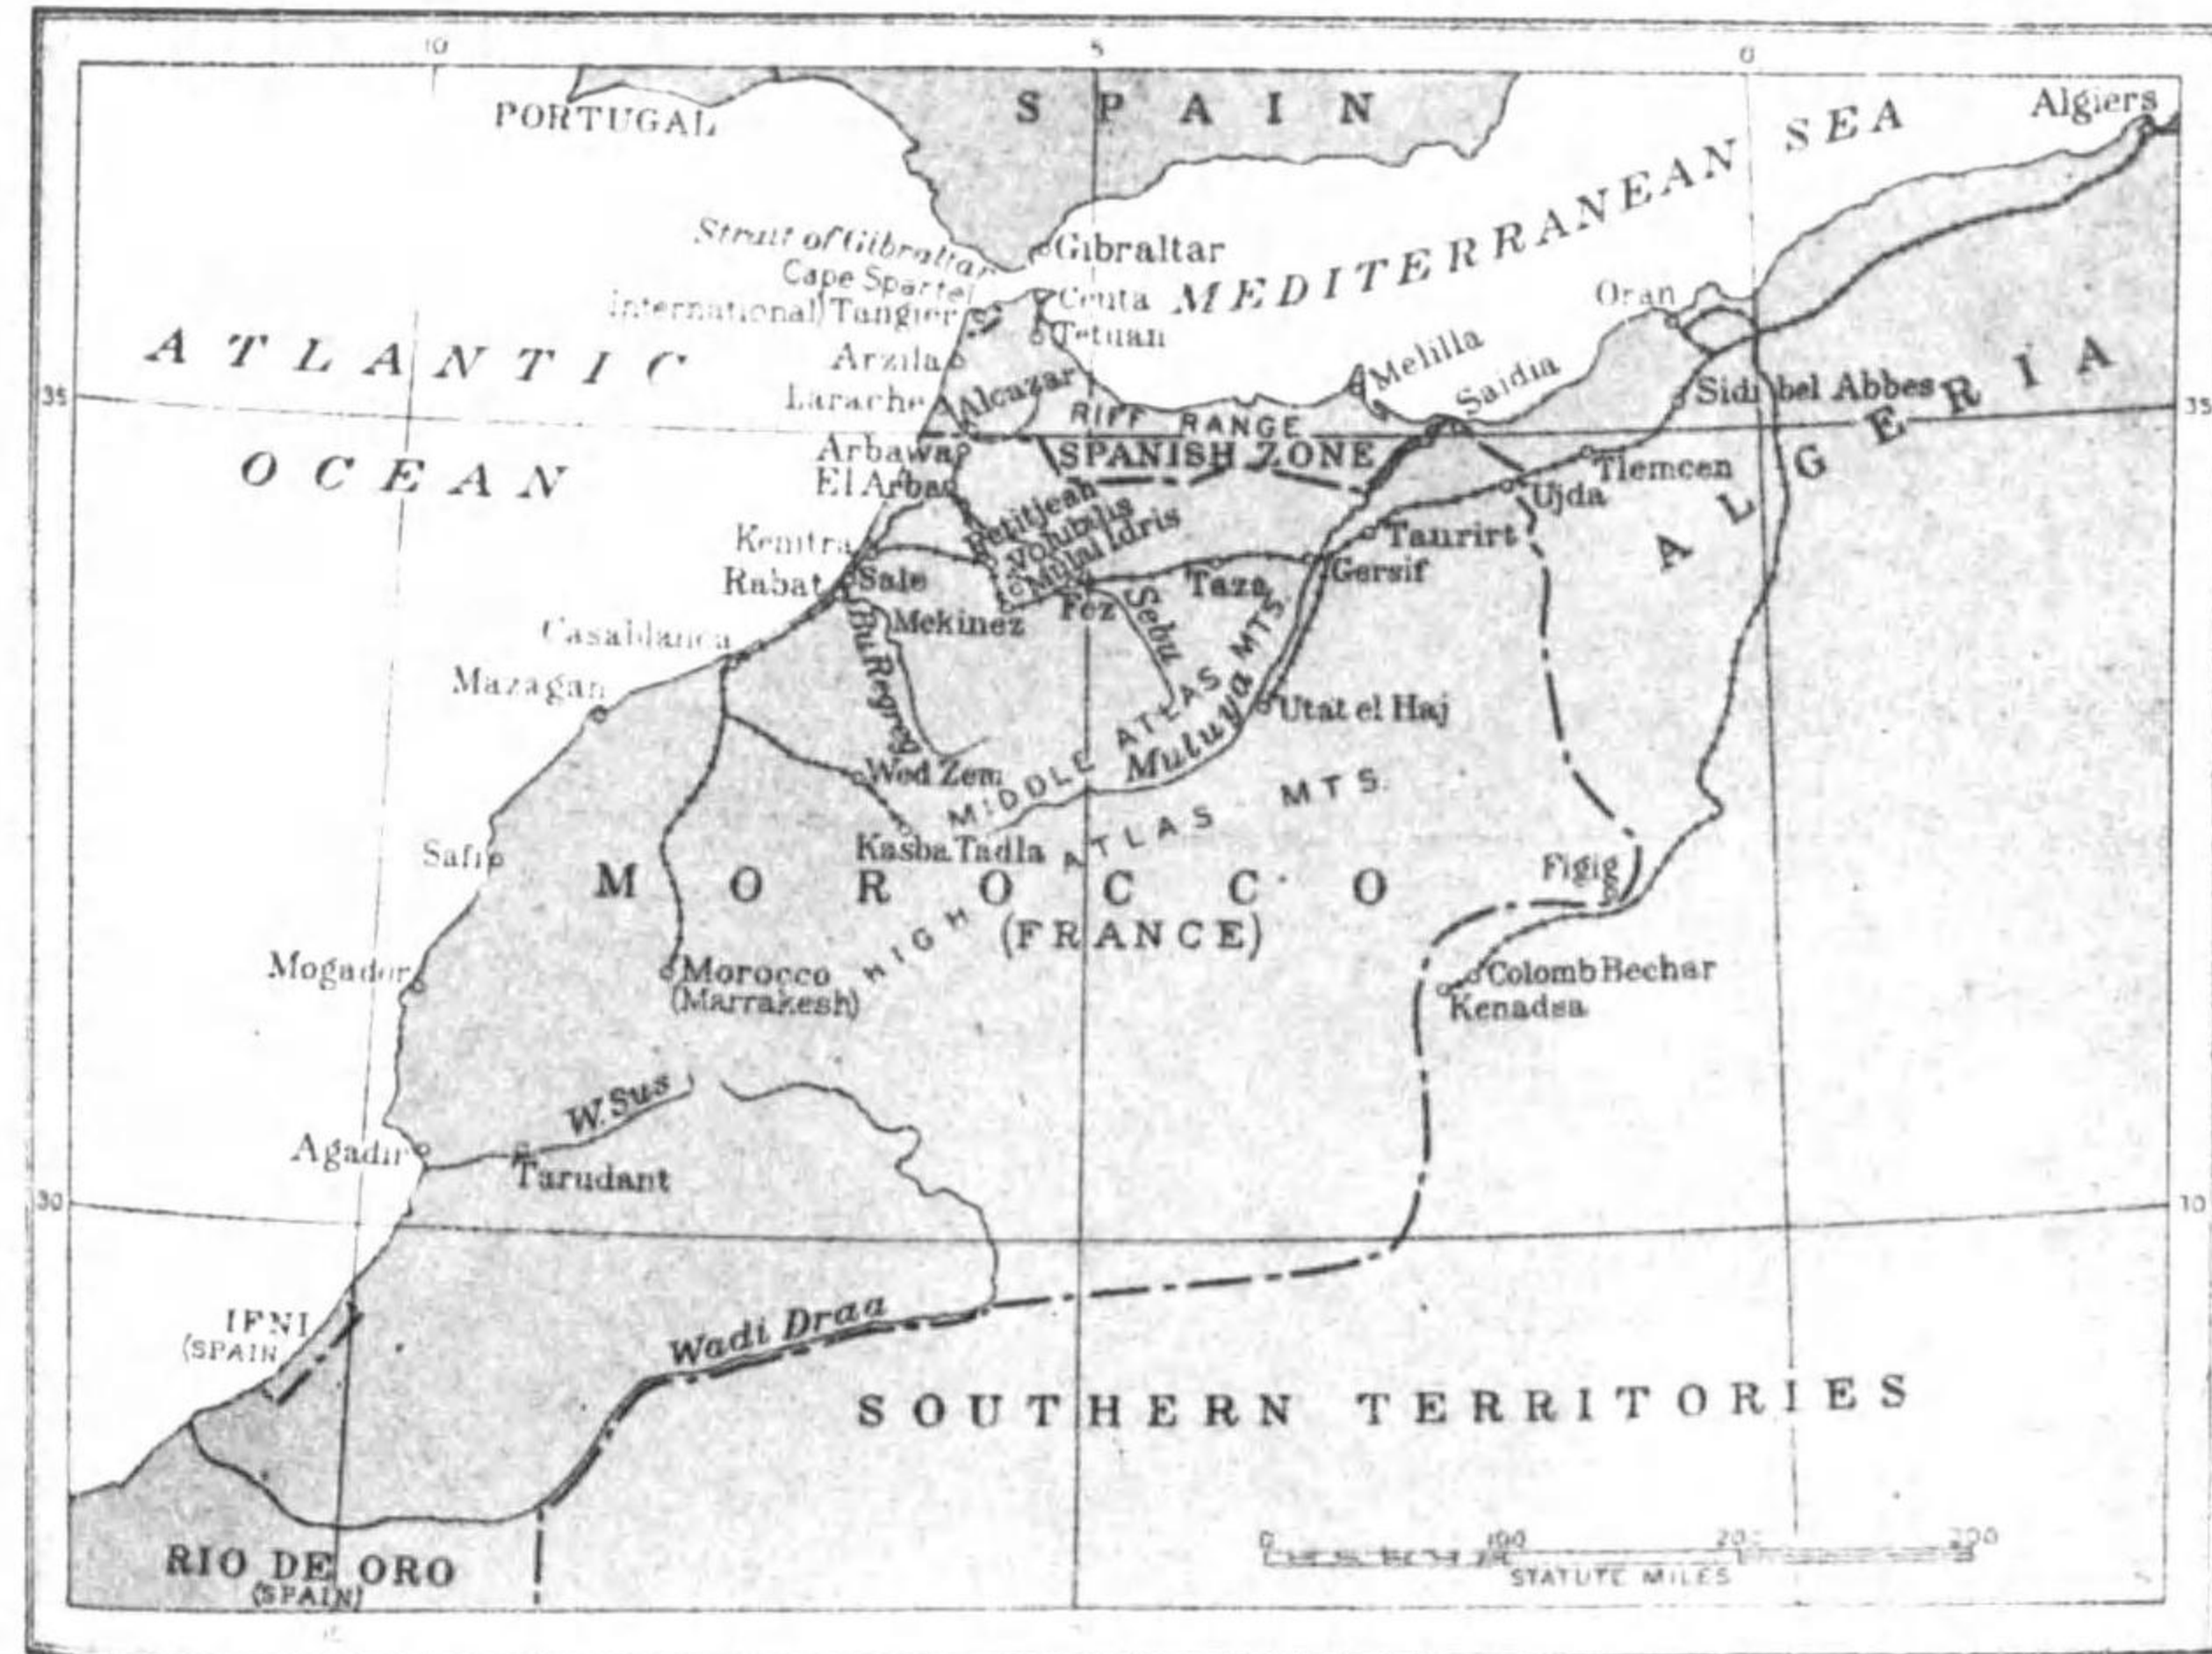 10
5
0
PORTUGAL
SPAIN
MEDITERRANEAN SEA
Algiers
Strait of Gibraltar
Gibraltar
Cape Spartel
Ceuta
International Tangier
Tetuan
Oran
ATLANTIC
OCEAN
Arzila
Melilla
Saidia
35
Larache
Alcazar
RIFF RANGE
Sidi bel Abbes
35
ALGERIA
Arbawa
SPANISH ZONE
Tlemcen
El Arba
Ujda
Petitjean
Volubilis
Mulai Idris
Kenitra
Taurirt
Rabat
Sale
Taza
Gersif
Fez
Sebu
Mekinez
Casablanca
Bu Regreg
Mazagan
Muluya
Utat el Haj
Wed Zem
MIDDLE ATLAS MTS.
HIGH ATLAS MTS.
Kasba Tadla
Safi
MOROCCO
(FRANCE)
Figig
Mogador
Morocco
(Marrakesh)
Colomb Bechar
Kenadsa
W. Sus
Agadir
Tarudant
30
IFNI
(SPAIN
Wadi Draa
SOUTHERN TERRITORIES
RIO DE ORO
(SPAIN)
0
100
STATUTE MILES